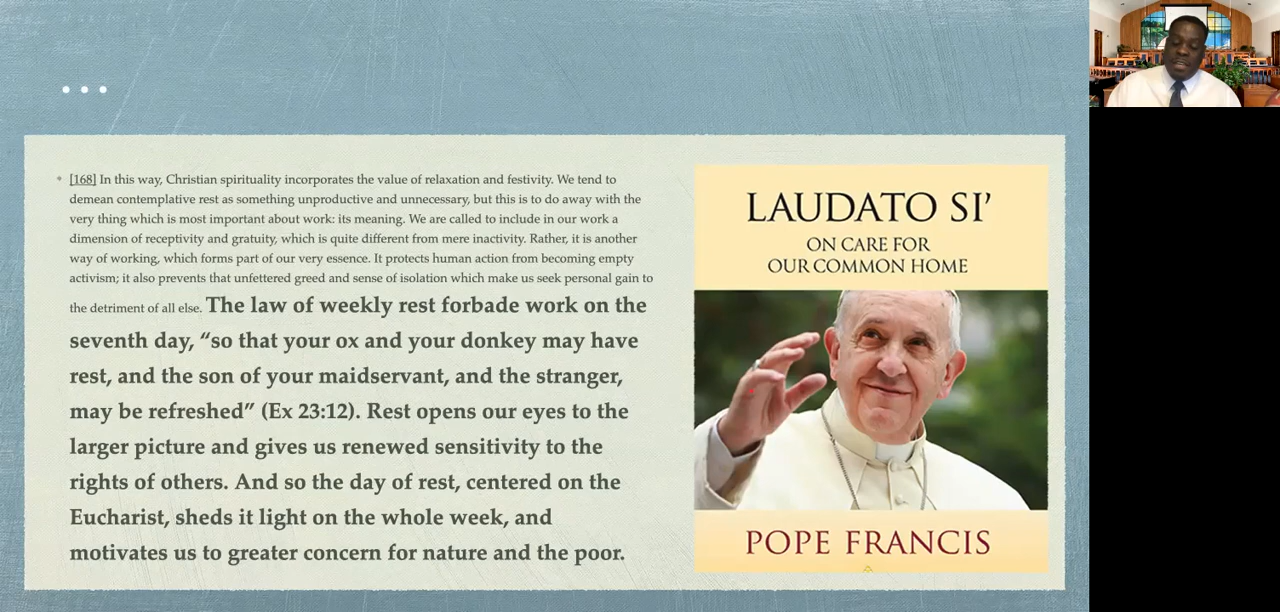 ...
[168] In this way, Christian spirituality incorporates the value of relaxation and festivity. We tend to
demean contemplative rest as something unproductive and unnecessary, but this is to do away with the
very thing which is most important about work: its meaning. We are called to include in our work a
dimension of receptivity and gratuity, which is quite different from mere inactivity. Rather, it is another
way of working, which forms part of our very essence. It protects human action from becoming empty
activism; it also prevents that unfettered greed and sense of isolation which make us seek personal gain to
the detriment of all else. The law of weekly rest forbade work on the
seventh day, “so that your ox and your donkey may have
rest, and the son of your maidservant, and the stranger,
may be refreshed” (Ex 23:12). Rest opens our eyes to the
larger picture and gives us renewed sensitivity to the
rights of others. And so the day of rest, centered on the
Eucharist, sheds it light on the whole week, and
motivates us to greater concern for nature and the poor.
LAUDATO SI’
ON CARE FOR
OUR COMMON HOME
POPE FRANCIS